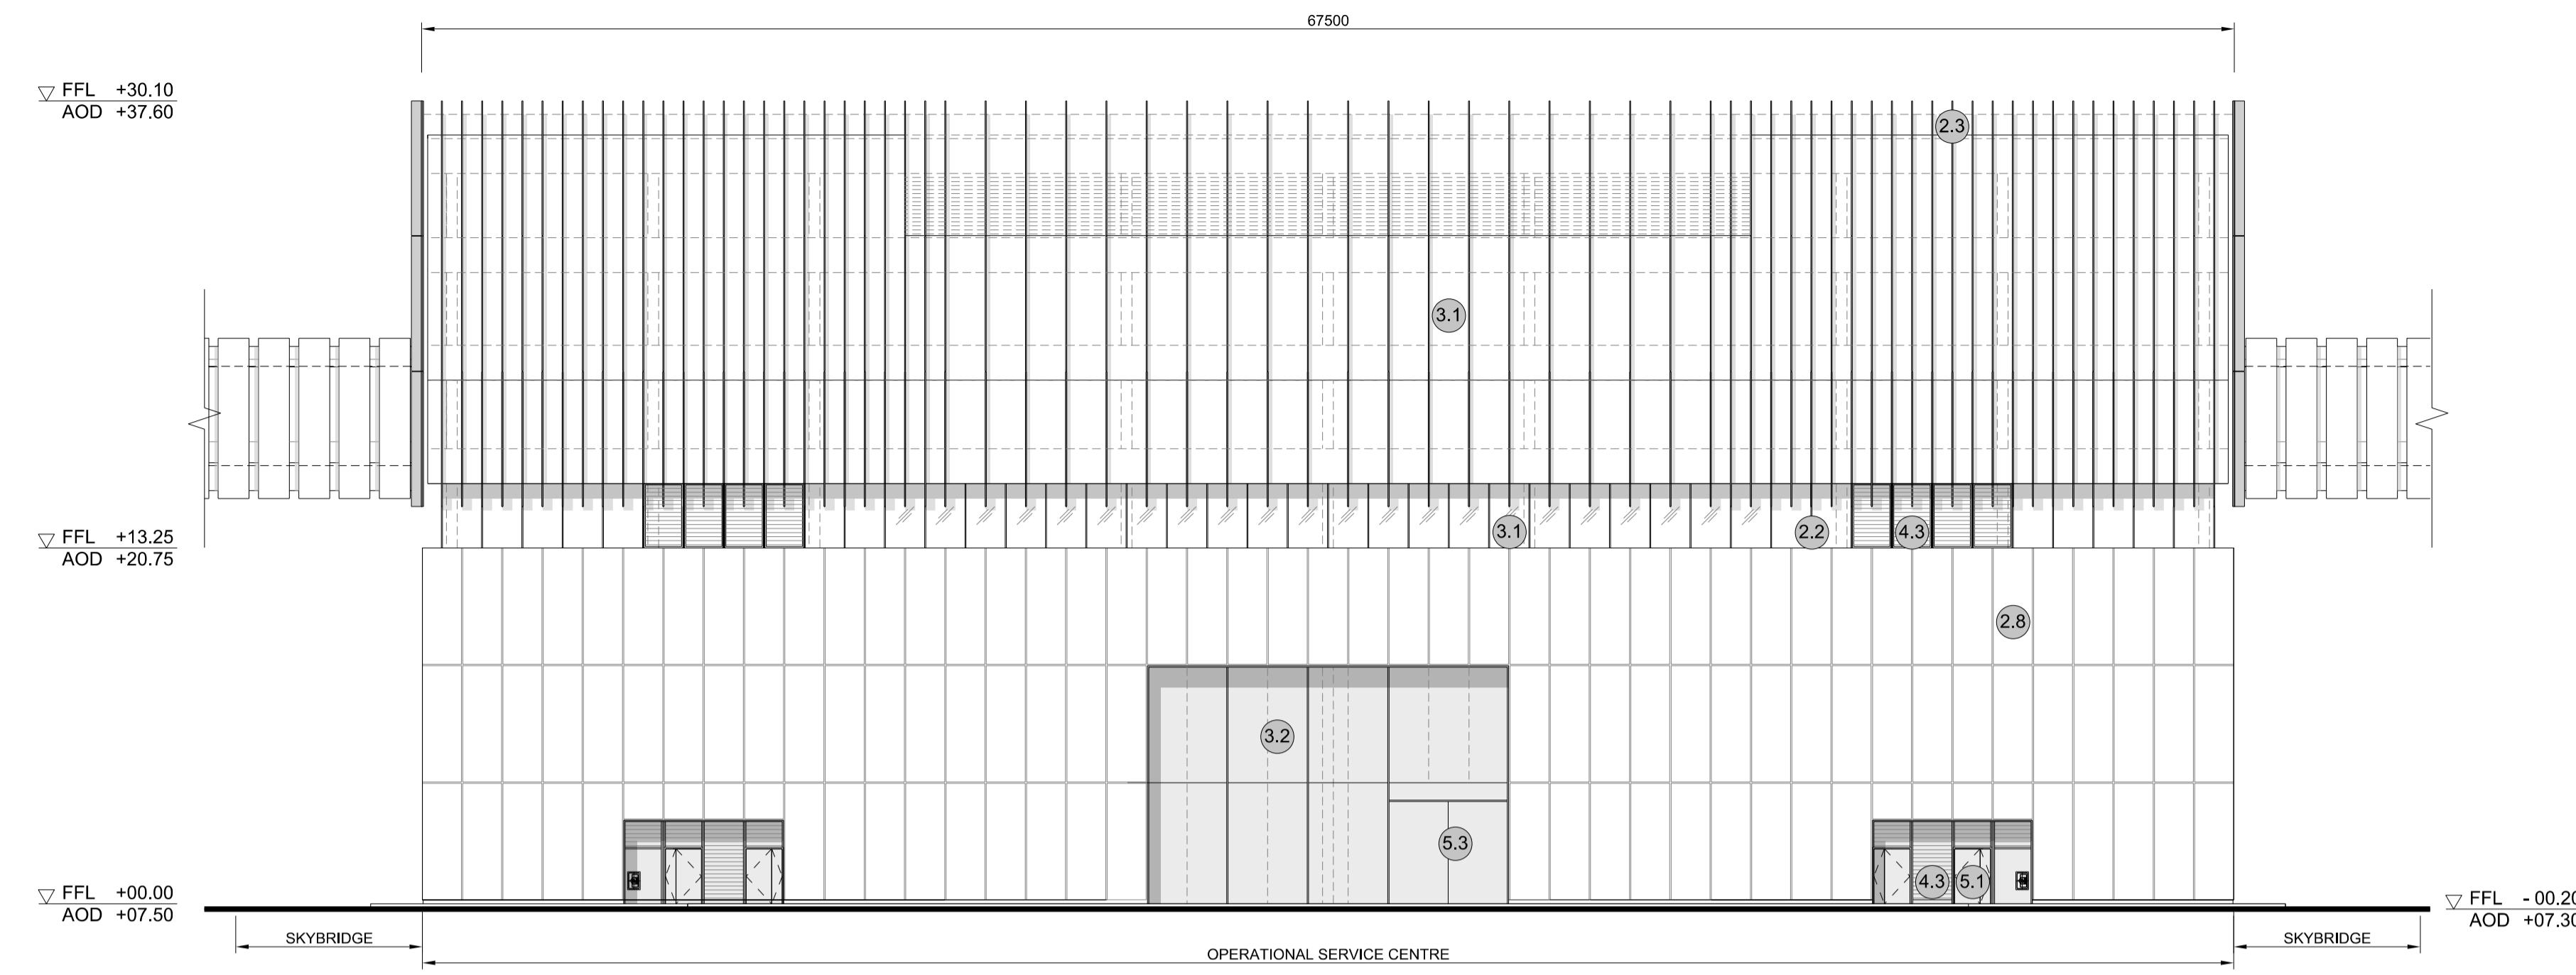 67500
FFL +30.10
AOD +37.60
2.3
3.1
FFL +13.25
AOD +20.75
3.1
2.2
4.3
2.8
3.2
5.3
4.3
5.1
FFL +00.00
AOD +07.50
FFL - 00.20
AOD +07.30
SKYBRIDGE
OPERATIONAL SERVICE CENTRE
SKYBRIDGE